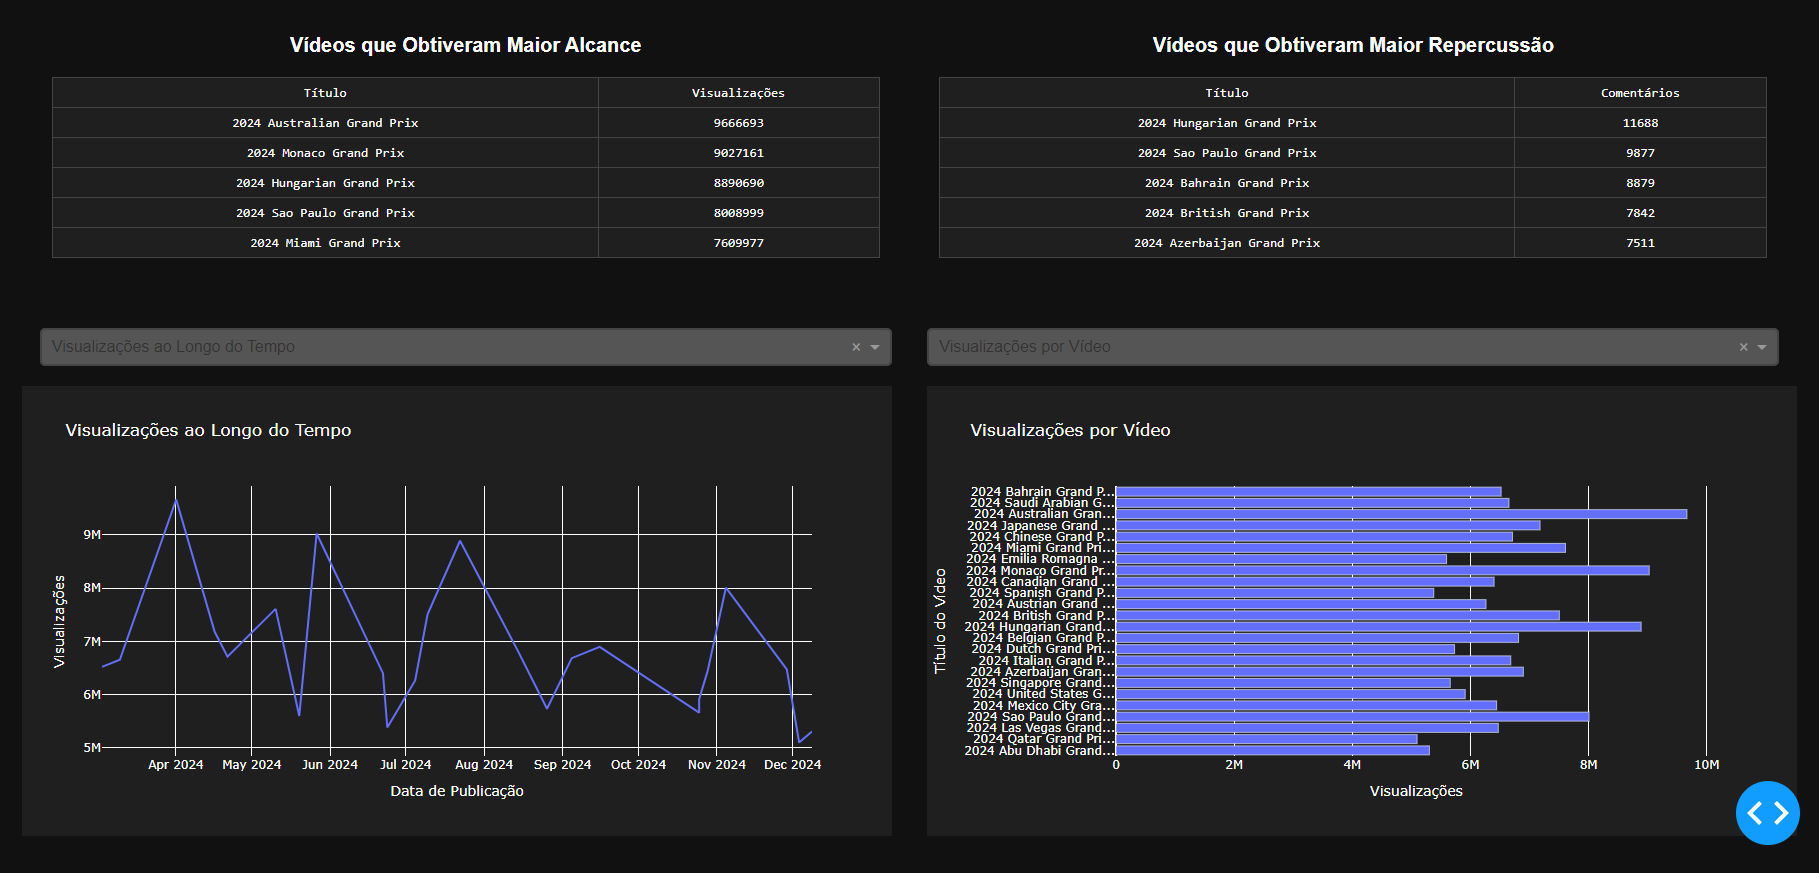 Vídeos que Obtiveram Maior Alcance
Título Visualizações
2024 Australian Grand Prix 9666693
2024 Monaco Grand Prix 9027161
2024 Hungarian Grand Prix 8890690
2024 Sao Paulo Grand Prix 8008999
2024 Miami Grand Prix 7609977
Vídeos que Obtiveram Maior Repercussão
Título Comentários
2024 Hungarian Grand Prix 11688
2024 Sao Paulo Grand Prix 9877
2024 Bahrain Grand Prix 8879
2024 British Grand Prix 7842
2024 Azerbaijan Grand Prix 7511
Visualizações ao Longo do Tempo ×
Visualizações por Vídeo ×
Visualizações ao Longo do Tempo
Visualizações
9M
8M
7M
6M
5M
Apr 2024 May 2024 Jun 2024 Jul 2024 Aug 2024 Sep 2024 Oct 2024 Nov 2024 Dec 2024
Data de Publicação
Visualizações por Vídeo
Título do Vídeo
2024 Bahrain Grand P...
2024 Saudi Arabian G...
2024 Australian Gran...
2024 Japanese Grand ...
2024 Chinese Grand P...
2024 Miami Grand Pri...
2024 Emilia Romagna ...
2024 Monaco Grand Pr...
2024 Canadian Grand ...
2024 Spanish Grand P...
2024 Austrian Grand ...
2024 British Grand P...
2024 Hungarian Grand...
2024 Belgian Grand P...
2024 Dutch Grand Pri...
2024 Italian Grand P...
2024 Azerbaijan Gran...
2024 Singapore Grand...
2024 United States G...
2024 Mexico City Gra...
2024 Sao Paulo Grand...
2024 Las Vegas Grand...
2024 Qatar Grand Pri...
2024 Abu Dhabi Grand...
0 2M 4M 6M 8M 10M
Visualizações